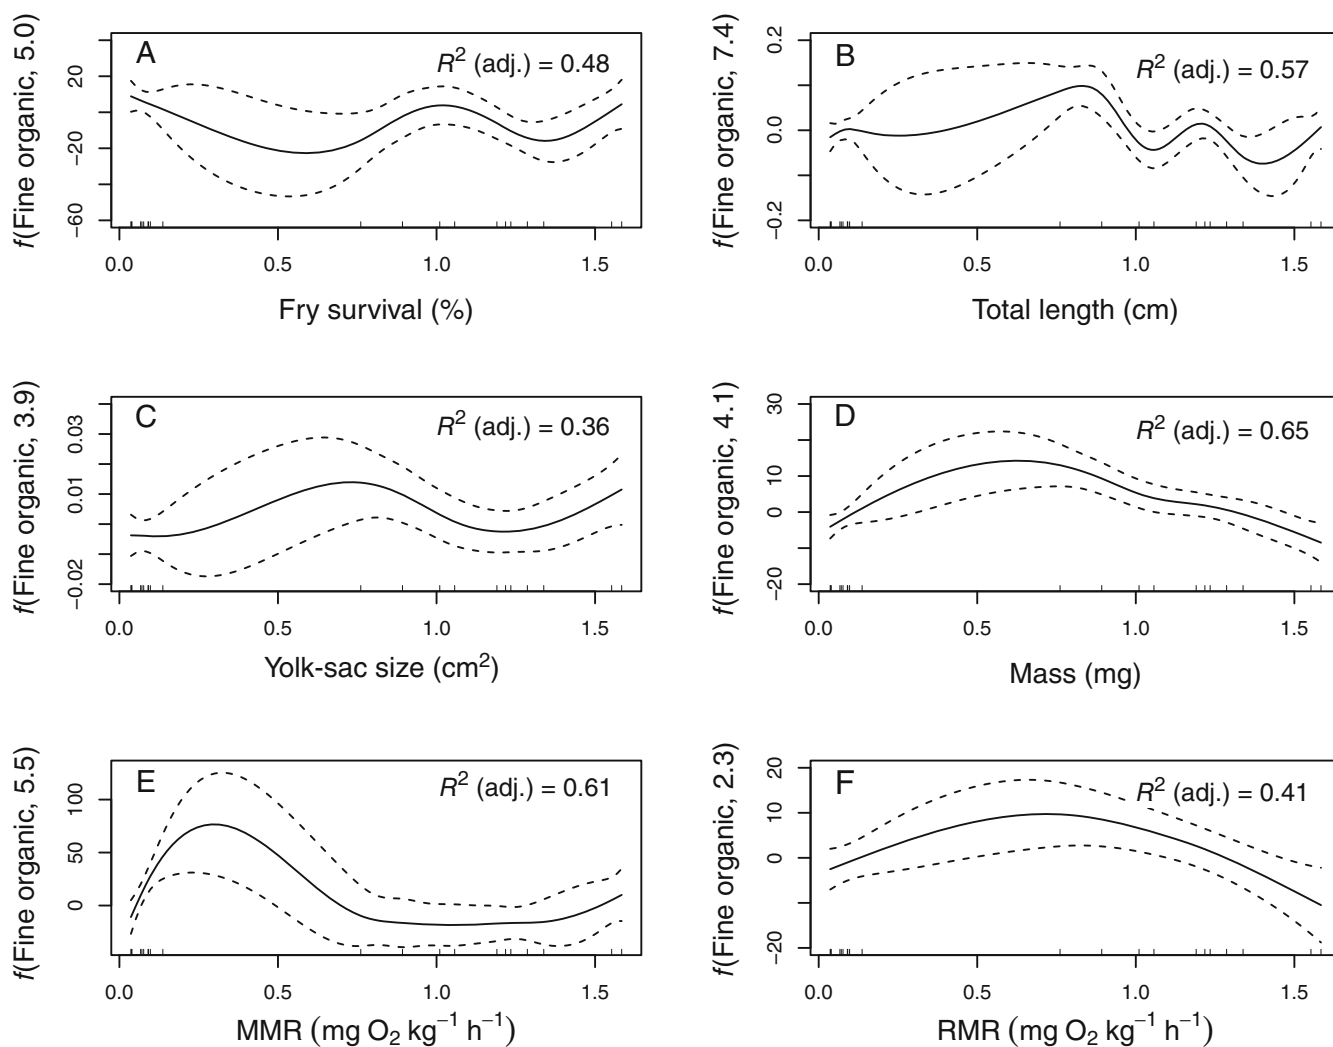 A
R² (adj.) = 0.48
f(Fine organic, 5.0)
20
−20
−60
0.0 0.5 1.0 1.5
Fry survival (%)
B
R² (adj.) = 0.57
f(Fine organic, 7.4)
0.2
0.0
−0.2
0.0 0.5 1.0 1.5
Total length (cm)
C
R² (adj.) = 0.36
f(Fine organic, 3.9)
0.03
0.01
−0.02
0.0 0.5 1.0 1.5
Yolk-sac size (cm²)
D
R² (adj.) = 0.65
f(Fine organic, 4.1)
30
10
0
−20
0.0 0.5 1.0 1.5
Mass (mg)
E
R² (adj.) = 0.61
f(Fine organic, 5.5)
100
50
0
0.0 0.5 1.0 1.5
MMR (mg O₂ kg⁻¹ h⁻¹)
F
R² (adj.) = 0.41
f(Fine organic, 2.3)
20
10
0
−20
0.0 0.5 1.0 1.5
RMR (mg O₂ kg⁻¹ h⁻¹)